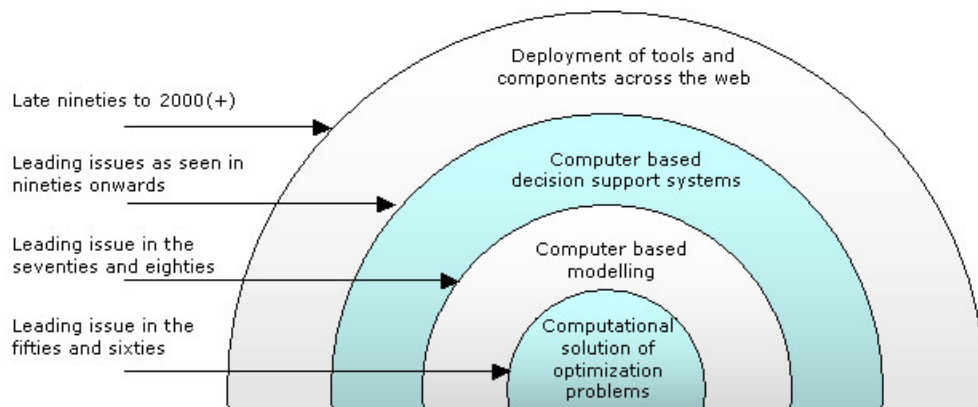 Deployment of tools and
components across the web
Late nineties to 2000(+)
Leading issues as seen in
nineties onwards
Computer based
decision support systems
Leading issue in the
seventies and eighties
Computer based
modelling
Leading issue in the
fifties and sixties
Computational
solution of
optimization
problems